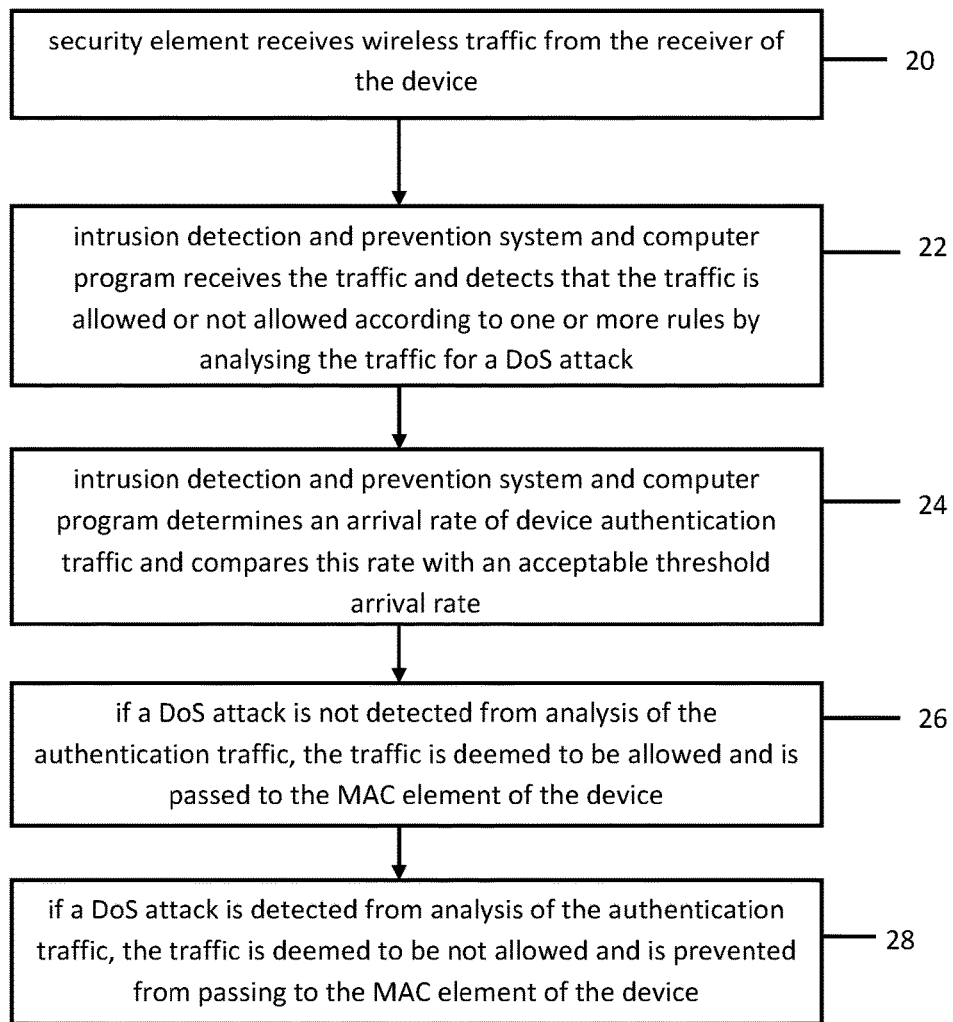 security element receives wireless traffic from the receiver of
the device
20
intrusion detection and prevention system and computer
program receives the traffic and detects that the traffic is
allowed or not allowed according to one or more rules by
analysing the traffic for a DoS attack
22
intrusion detection and prevention system and computer
program determines an arrival rate of device authentication
traffic and compares this rate with an acceptable threshold
arrival rate
24
if a DoS attack is not detected from analysis of the
authentication traffic, the traffic is deemed to be allowed and is
passed to the MAC element of the device
26
if a DoS attack is detected from analysis of the authentication
traffic, the traffic is deemed to be not allowed and is prevented
from passing to the MAC element of the device
28